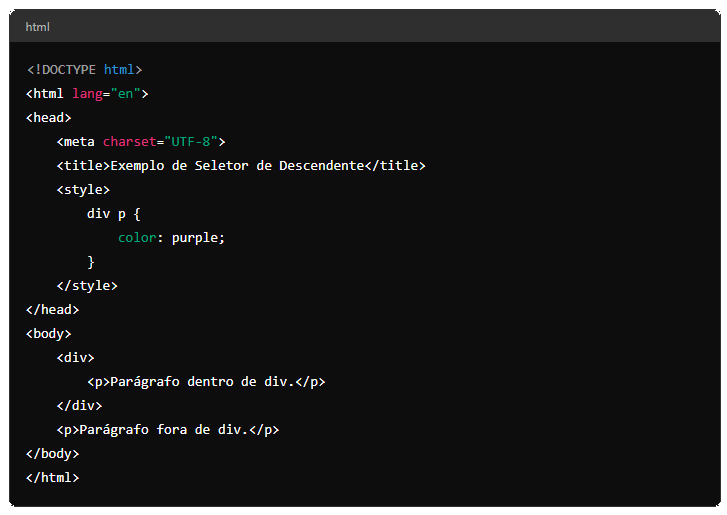 html
<!DOCTYPE html>
<html lang="en">
<head>
    <meta charset="UTF-8">
    <title>Exemplo de Seletor de Descendente</title>
    <style>
        div p {
            color: purple;
        }
    </style>
</head>
<body>
    <div>
        <p>Parágrafo dentro de div.</p>
    </div>
    <p>Parágrafo fora de div.</p>
</body>
</html>